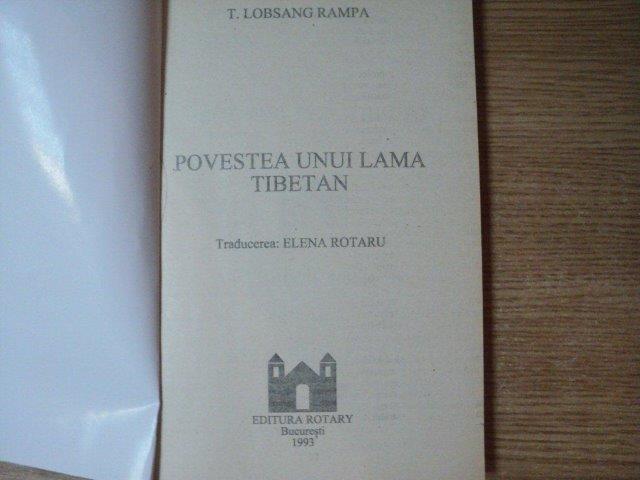 T. LOBSANG RAMPA
POVESTEA UNUI LAMA
TIBETAN
Traducerea: ELENA ROTARU
EDITURA ROTARY
București
1993